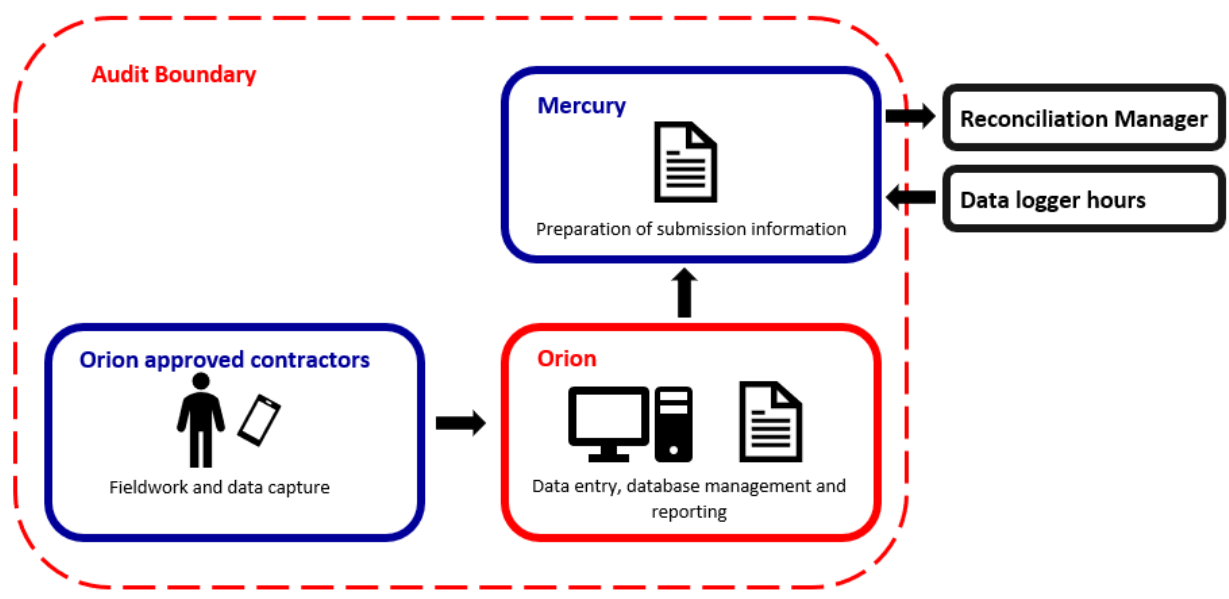 Audit Boundary
Mercury
Preparation of submission information
Reconciliation Manager
Data logger hours
Orion approved contractors
Fieldwork and data capture
Orion
Data entry, database management and
reporting